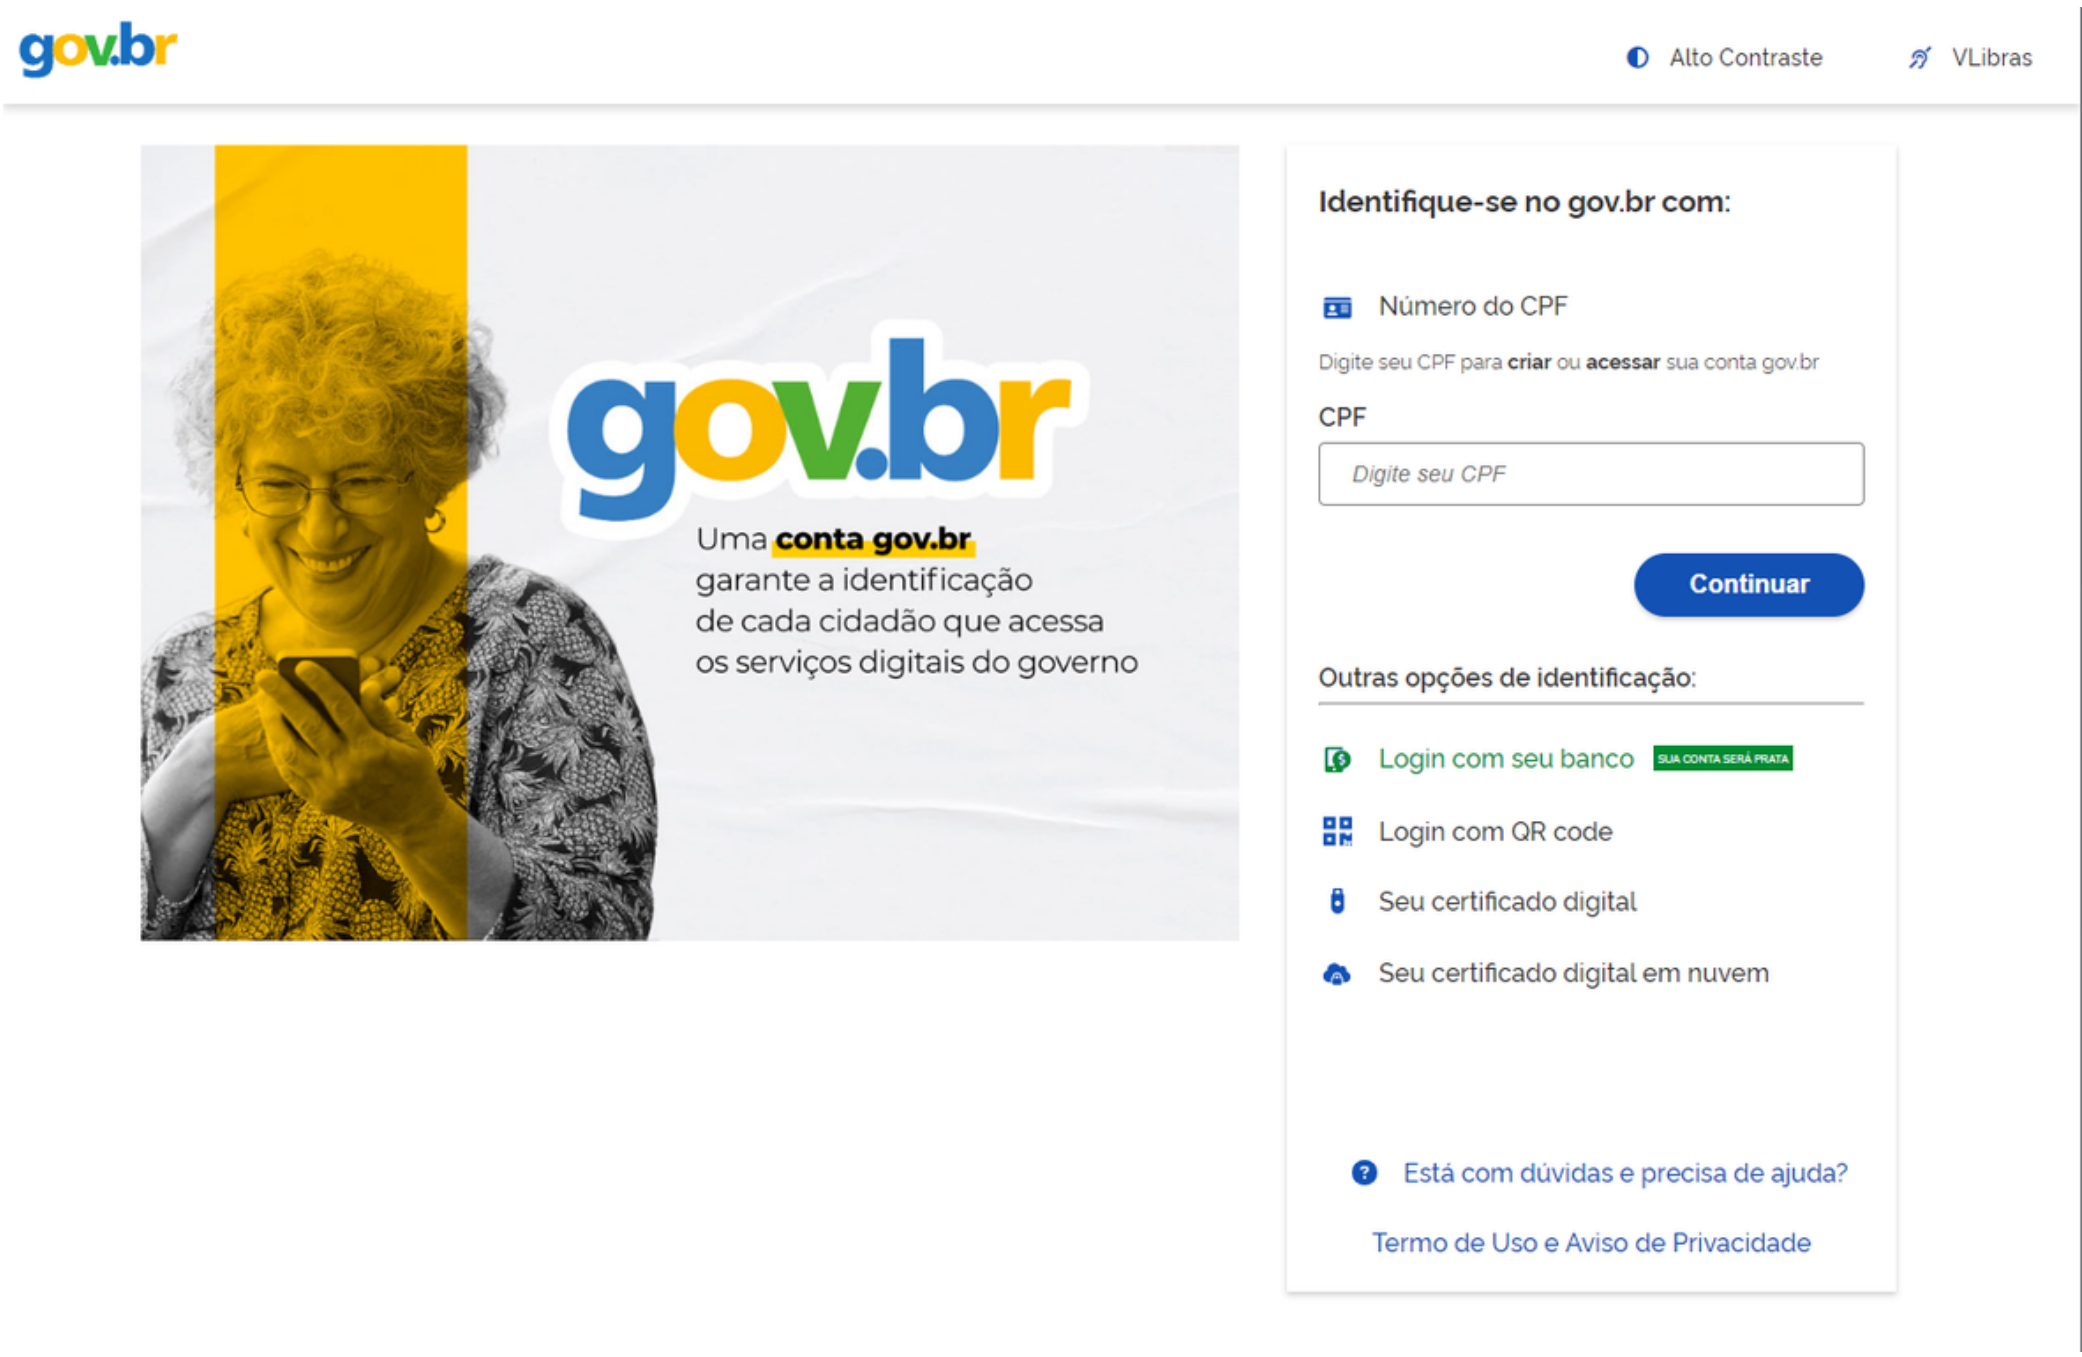 gov.br
Alto Contraste
VLibras
gov.br
Uma conta gov.br
garante a identificação
de cada cidadão que acessa
os serviços digitais do governo
Identifique-se no gov.br com:
Número do CPF
Digite seu CPF para criar ou acessar sua conta gov.br
CPF
Digite seu CPF
Continuar
Outras opções de identificação:
Login com seu banco SUA CONTA SERÁ PRATA
Login com QR code
Seu certificado digital
Seu certificado digital em nuvem
Está com dúvidas e precisa de ajuda?
Termo de Uso e Aviso de Privacidade